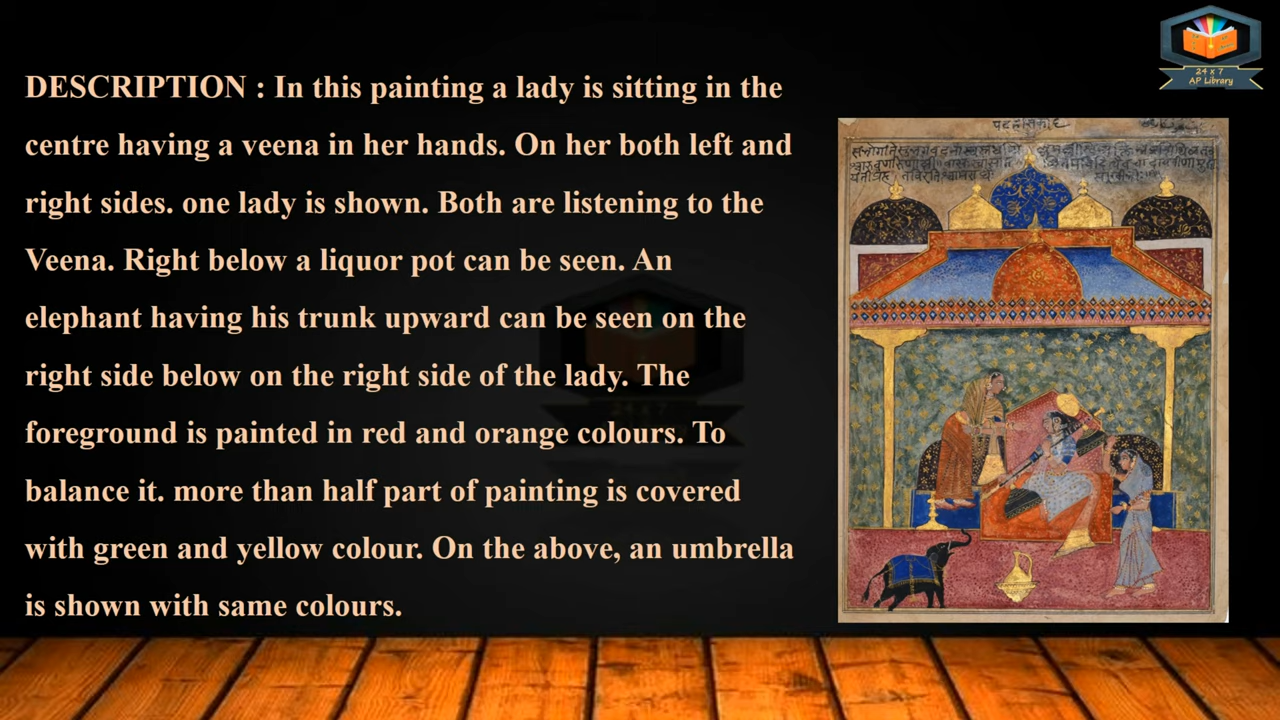 24 x 7
AP Library
DESCRIPTION : In this painting a lady is sitting in the
centre having a veena in her hands. On her both left and
right sides. one lady is shown. Both are listening to the
Veena. Right below a liquor pot can be seen. An
elephant having his trunk upward can be seen on the
right side below on the right side of the lady. The
foreground is painted in red and orange colours. To
balance it. more than half part of painting is covered
with green and yellow colour. On the above, an umbrella
is shown with same colours.